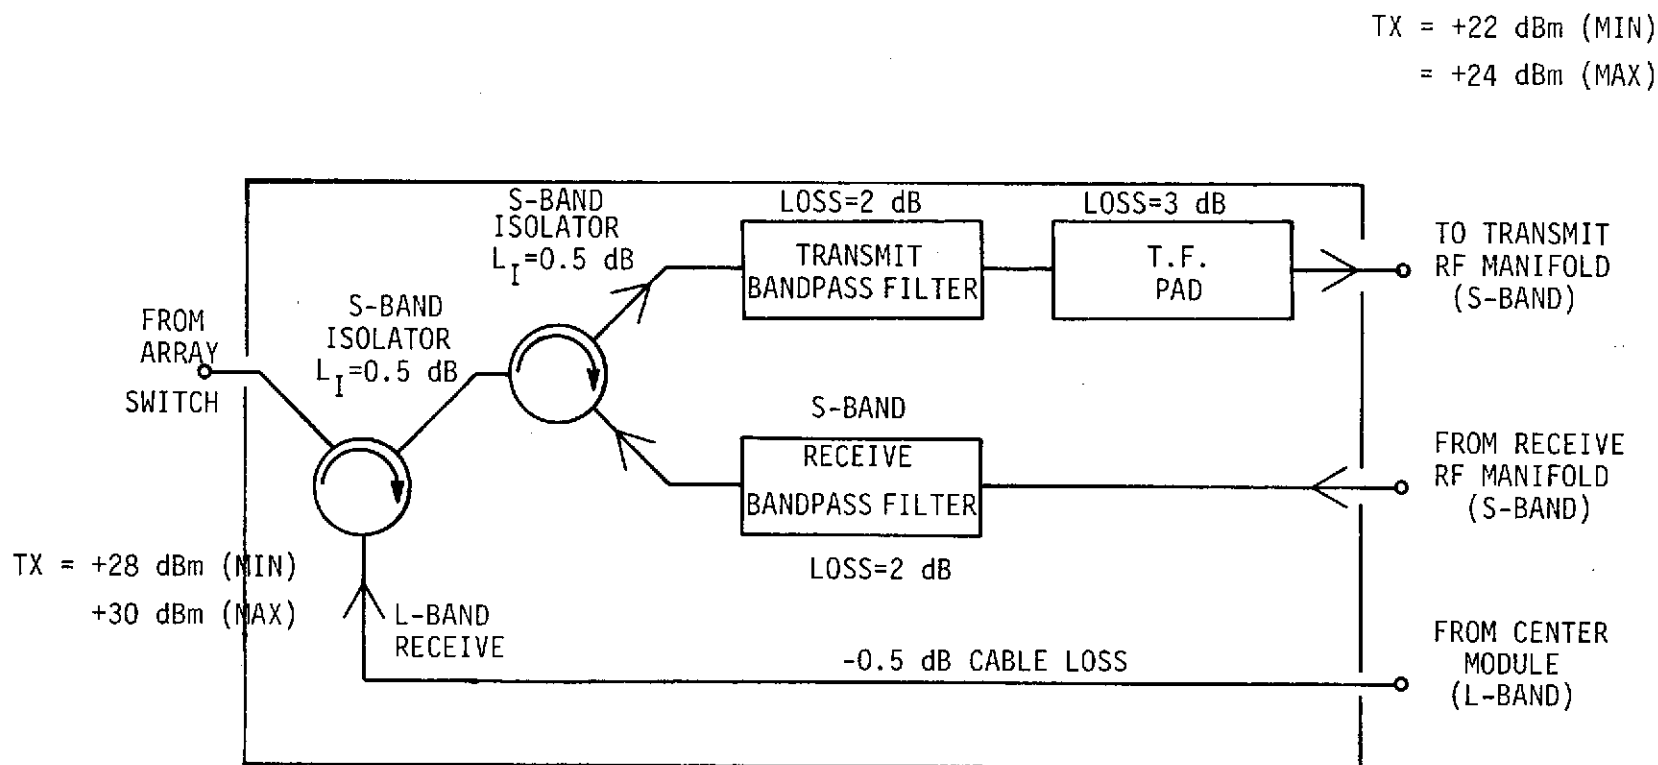 TX = +22 dBm (MIN)
= +24 dBm (MAX)
S-BAND
ISOLATOR
L_I=0.5 dB
LOSS=2 dB
TRANSMIT
BANDPASS FILTER
LOSS=3 dB
T.F.
PAD
TO TRANSMIT
RF MANIFOLD
(S-BAND)
S-BAND
ISOLATOR
L_I=0.5 dB
FROM
ARRAY
SWITCH
S-BAND
RECEIVE
BANDPASS FILTER
LOSS=2 dB
FROM RECEIVE
RF MANIFOLD
(S-BAND)
TX = +28 dBm (MIN)
+30 dBm (MAX)
L-BAND
RECEIVE
-0.5 dB CABLE LOSS
FROM CENTER
MODULE
(L-BAND)